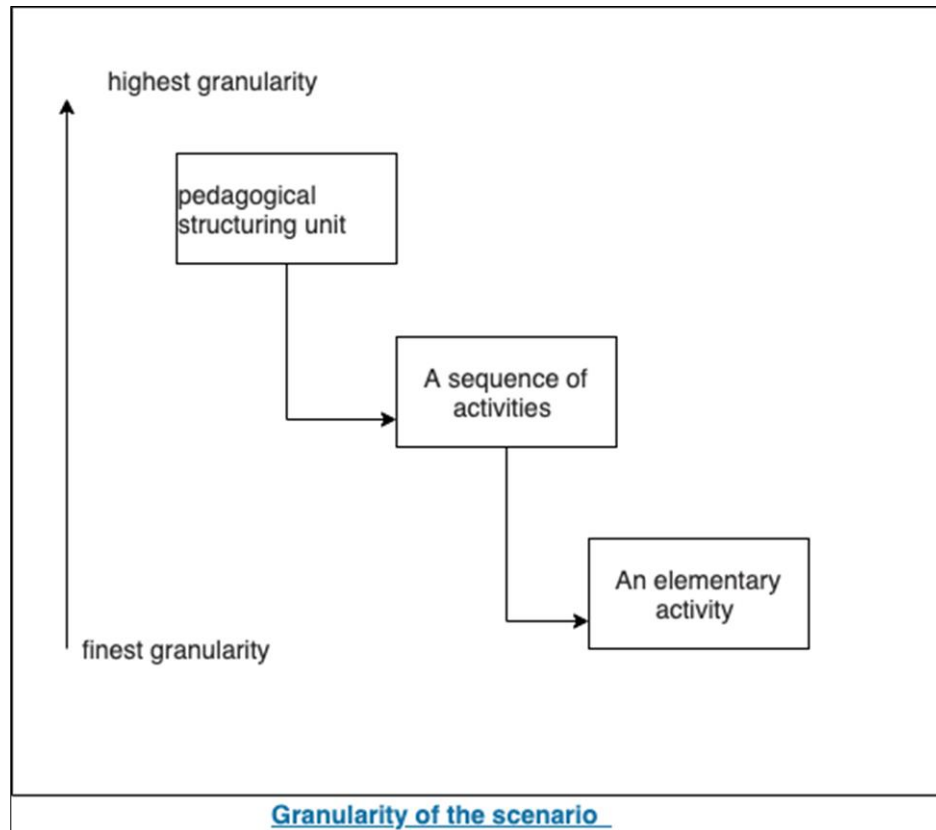 highest granularity
pedagogical
structuring unit
A sequence of
activities
An elementary
activity
finest granularity
Granularity of the scenario